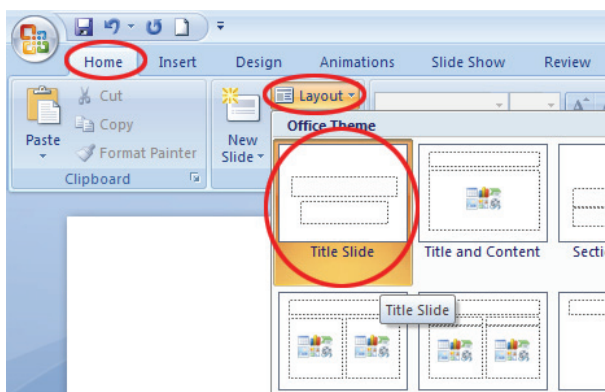 Home Insert Design Animations Slide Show Review
Cut
Copy
Format Painter
Paste
Clipboard
New
Slide
Layout
Office Theme
Title Slide
Title and Content
Title Slide